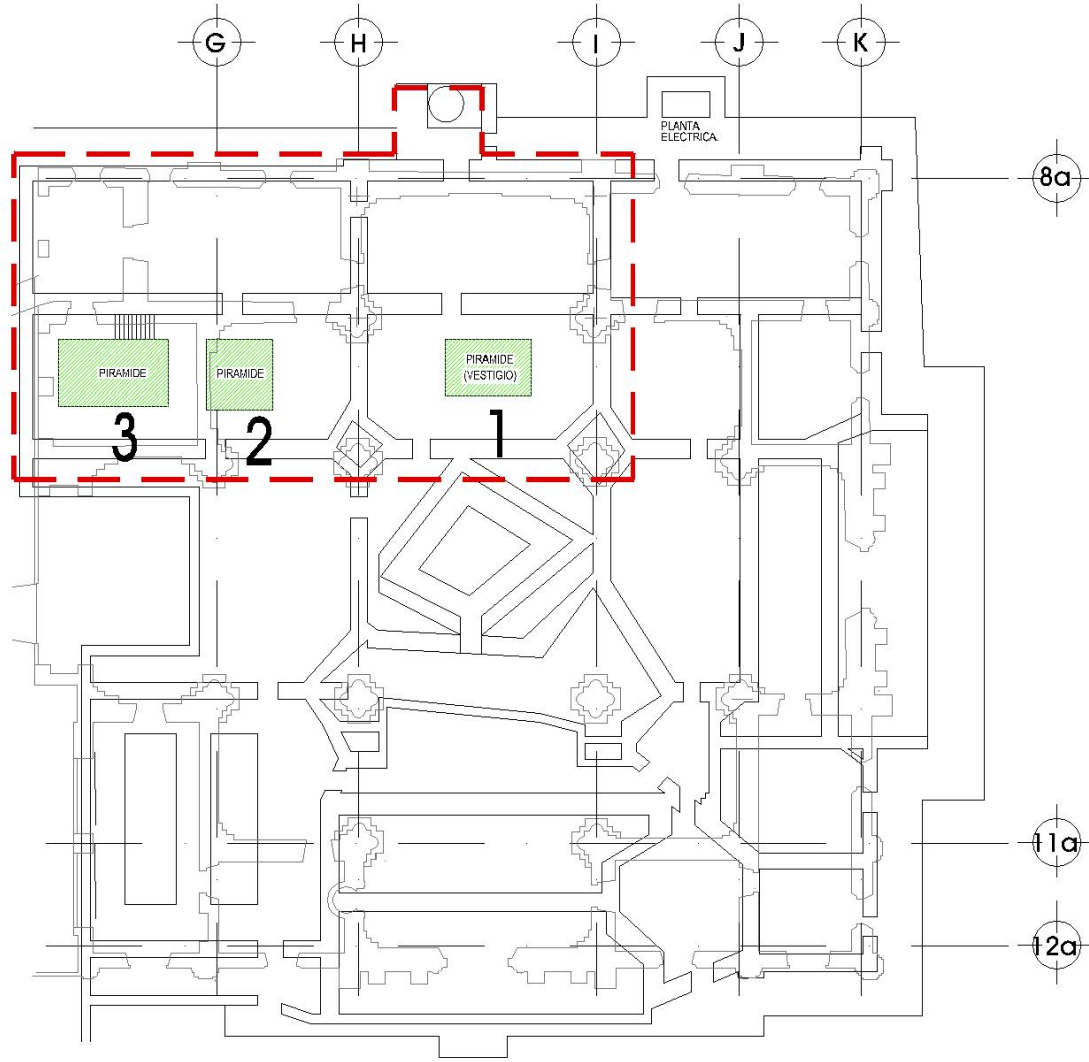 G
H
I
J
K
PLANTA
ELECTRICA
8a
PIRAMIDE
PIRAMIDE
PIRAMIDE
(VESTIGIO)
3
2
1
11a
12a